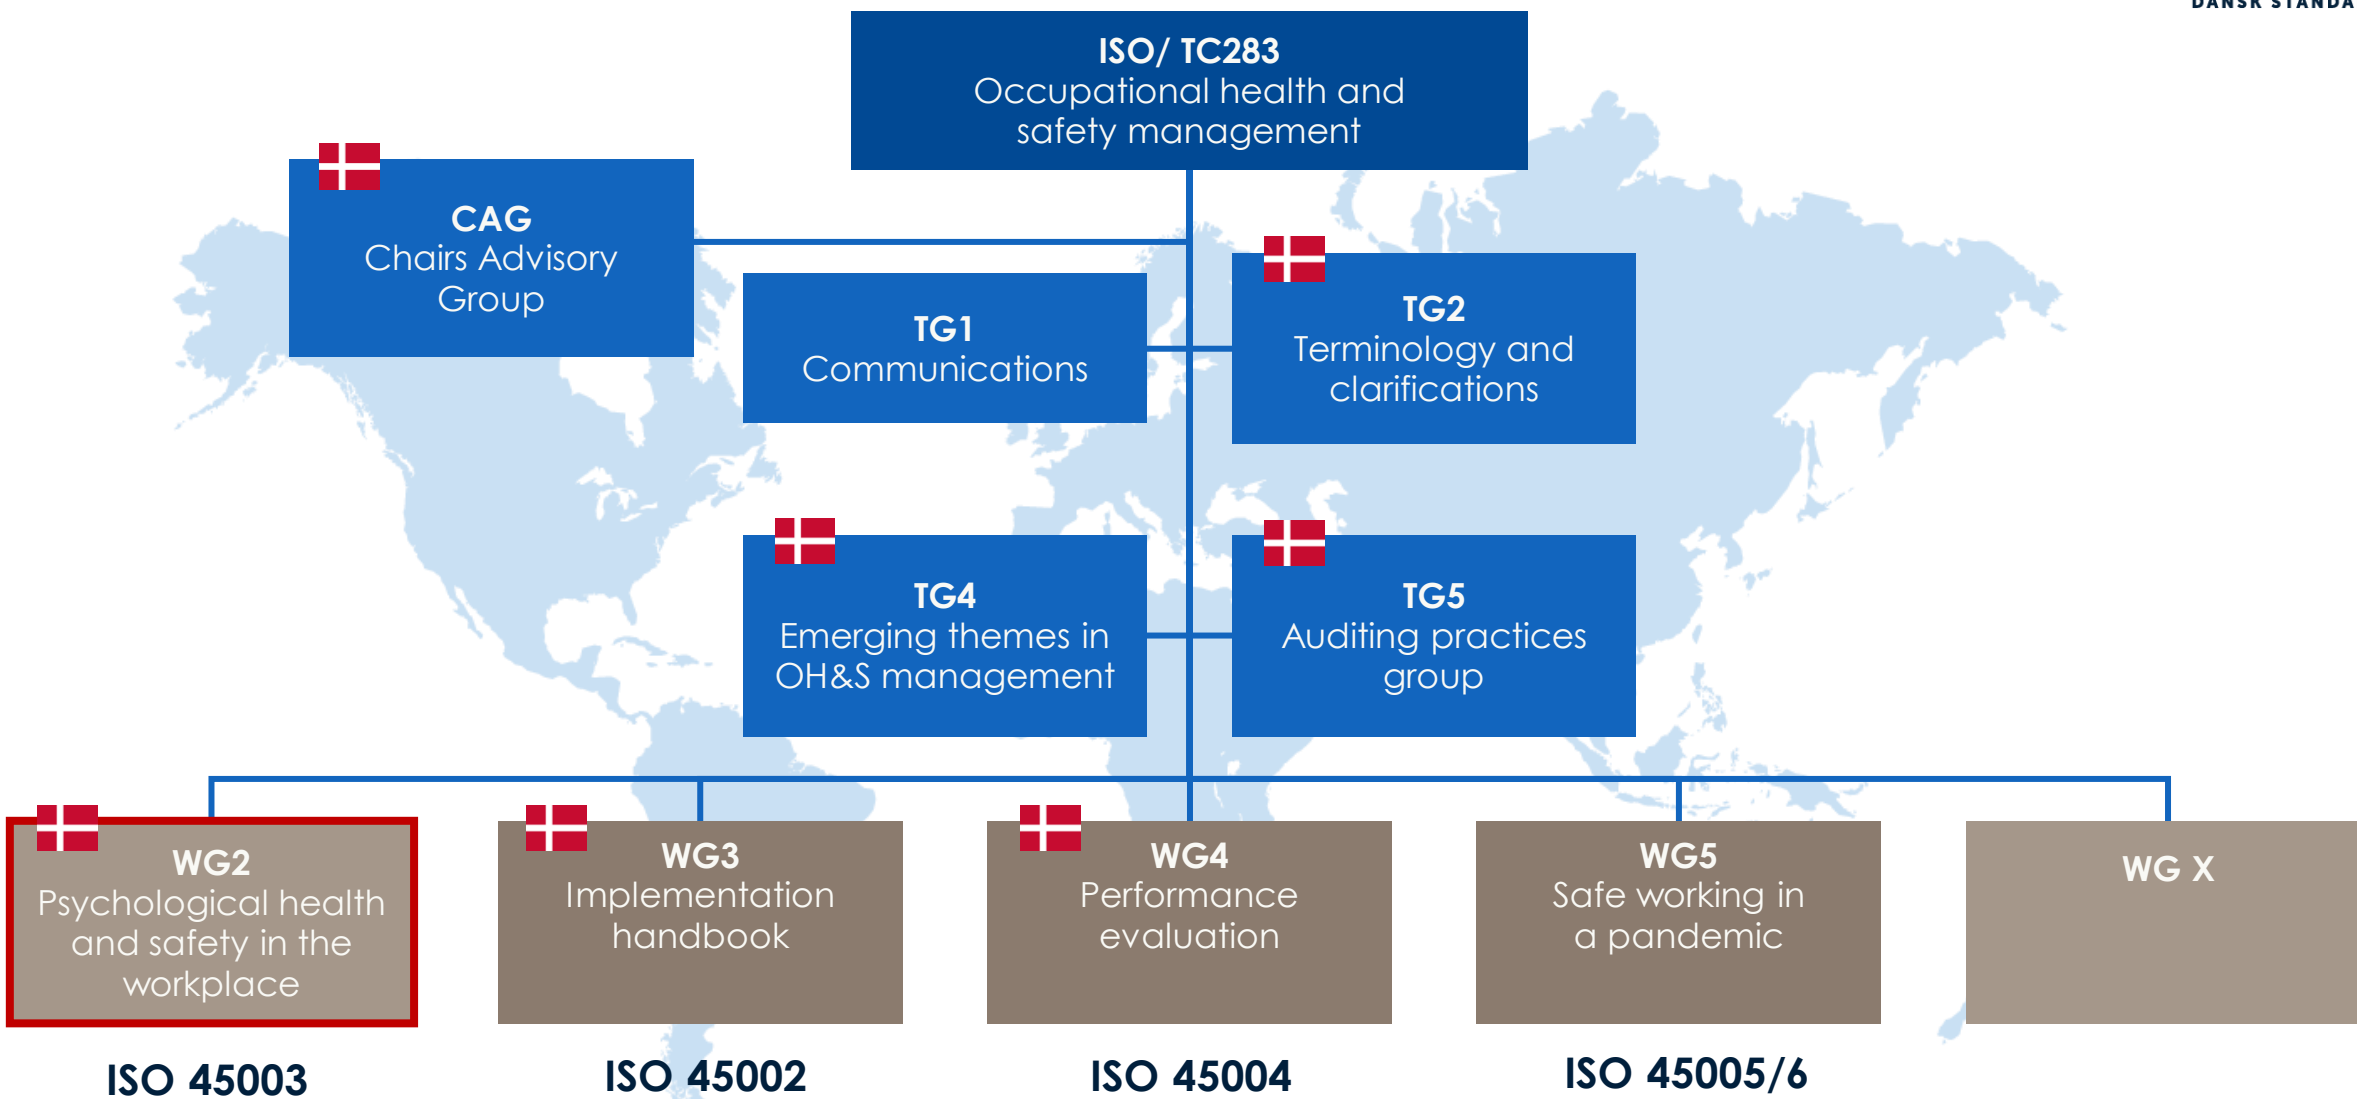 DANSK STANDA
ISO/ TC283
Occupational health and
safety management
CAG
Chairs Advisory
Group
TG1
Communications
TG2
Terminology and
clarifications
TG4
Emerging themes in
OH&S management
TG5
Auditing practices
group
WG2
Psychological health
and safety in the
workplace
WG3
Implementation
handbook
WG4
Performance
evaluation
WG5
Safe working in
a pandemic
WG X
ISO 45003
ISO 45002
ISO 45004
ISO 45005/6